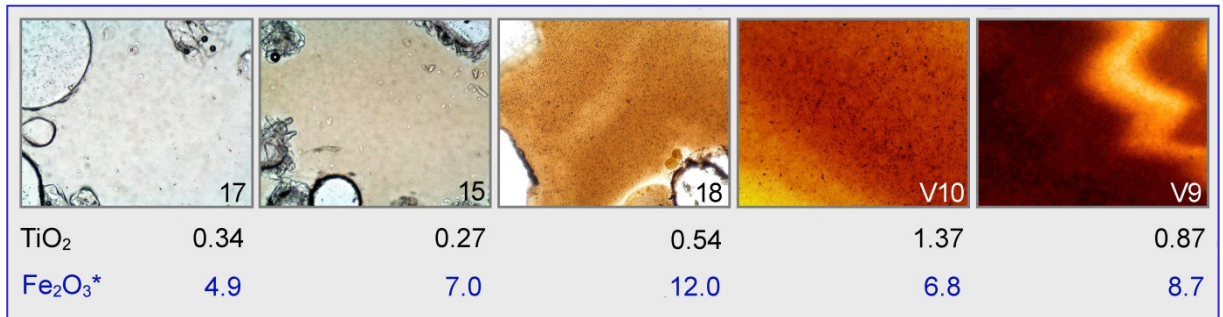 17 15 18 V10 V9
TiO₂ 0.34 0.27 0.54 1.37 0.87
Fe₂O₃* 4.9 7.0 12.0 6.8 8.7